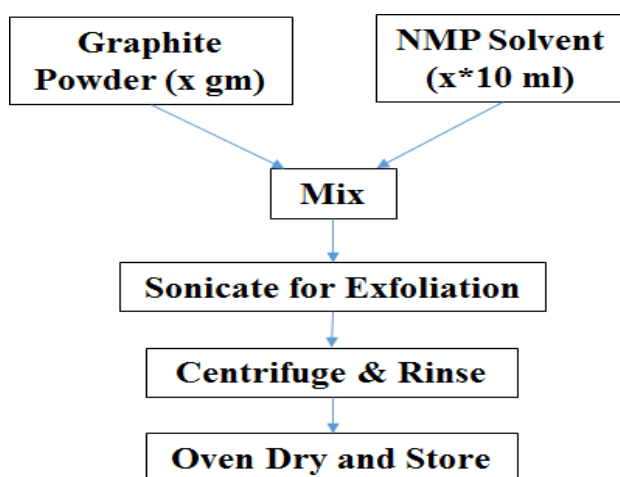 Graphite
Powder (x gm)
NMP Solvent
(x*10 ml)
Mix
Sonicate for Exfoliation
Centrifuge & Rinse
Oven Dry and Store